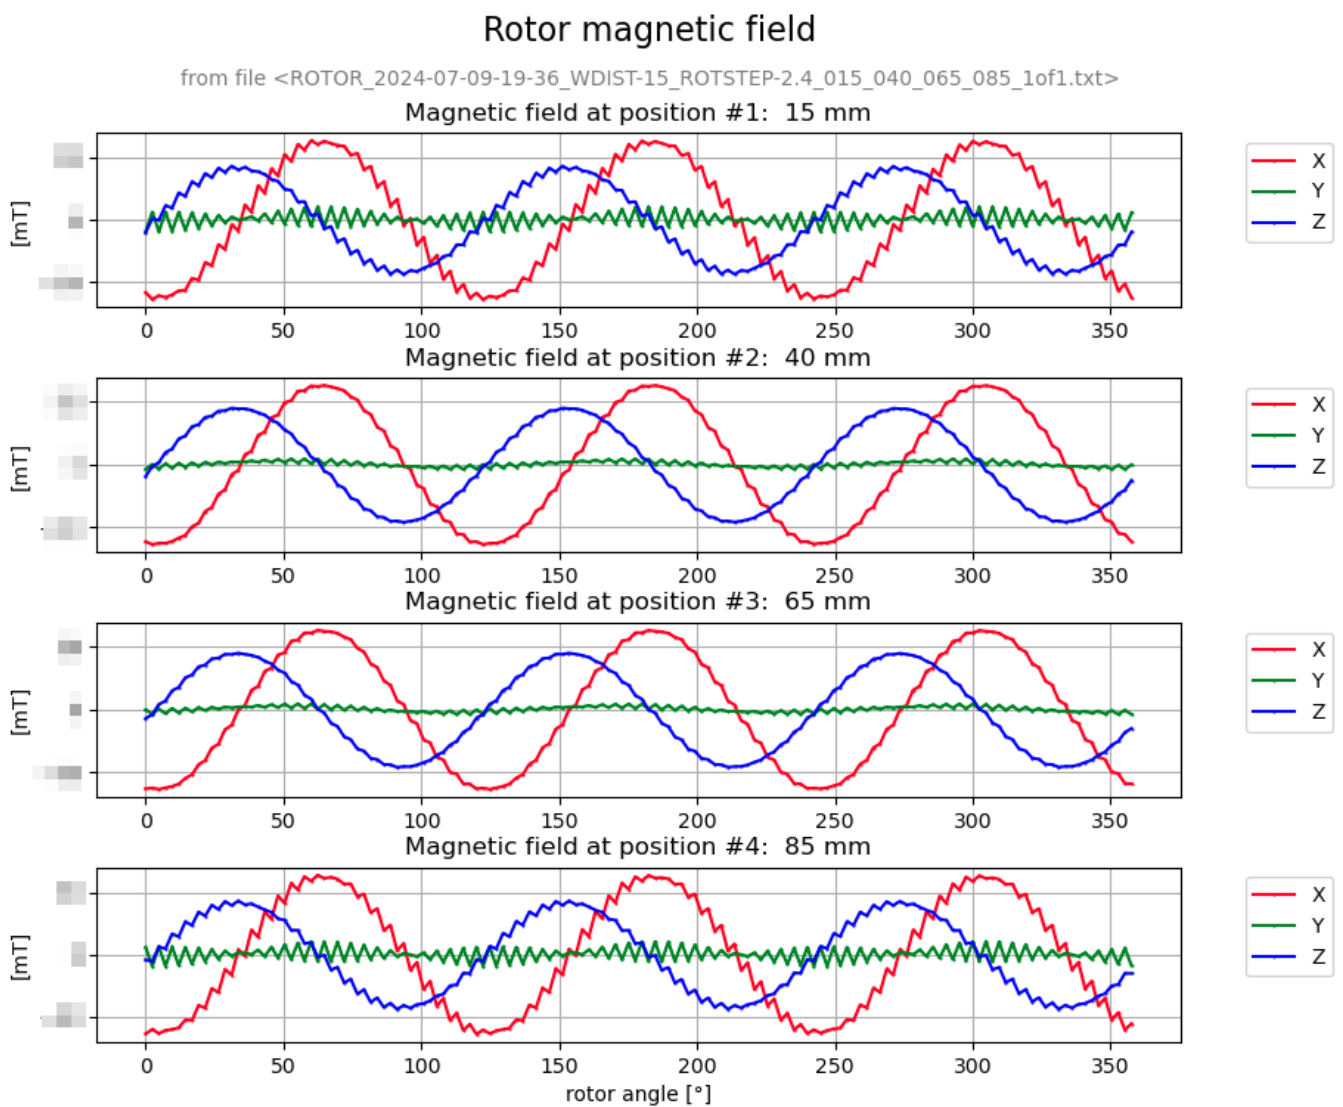 Rotor magnetic field
from file <ROTOR_2024-07-09-19-36_WDIST-15_ROTSTEP-2.4_015_040_065_085_1of1.txt>
Magnetic field at position #1: 15 mm
[mT]
X
Y
Z
0 50 100 150 200 250 300 350
Magnetic field at position #2: 40 mm
[mT]
X
Y
Z
0 50 100 150 200 250 300 350
Magnetic field at position #3: 65 mm
[mT]
X
Y
Z
0 50 100 150 200 250 300 350
Magnetic field at position #4: 85 mm
[mT]
X
Y
Z
0 50 100 150 200 250 300 350
rotor angle [°]